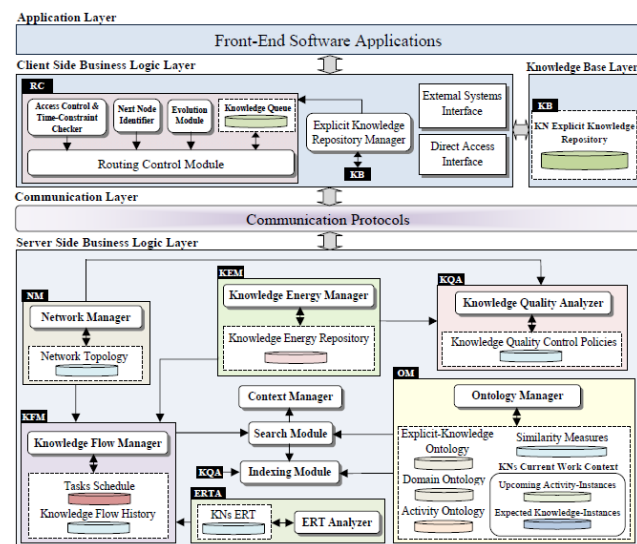 Application Layer
Front-End Software Applications
Client Side Business Logic Layer
Knowledge Base Layer
RC
Access Control &
Time-Constraint
Checker
Next Node
Identifier
Evolution
Module
Knowledge Queue
Routing Control Module
Explicit Knowledge
Repository Manager
KB
External Systems
Interface
Direct Access
Interface
KB
KN Explicit Knowledge
Repository
Communication Layer
Communication Protocols
Server Side Business Logic Layer
NM
Network Manager
Network Topology
KEM
Knowledge Energy Manager
Knowledge Energy Repository
KQA
Knowledge Quality Analyzer
Knowledge Quality Control Policies
KFM
Knowledge Flow Manager
Tasks Schedule
Knowledge Flow History
Context Manager
Search Module
KQA
Indexing Module
ERTA
KNs ERT
ERT Analyzer
OM
Ontology Manager
Explicit-Knowledge
Ontology
Domain Ontology
Activity Ontology
Similarity Measures
KNs Current Work Context
Upcoming Activity-Instances
Expected Knowledge-Instances